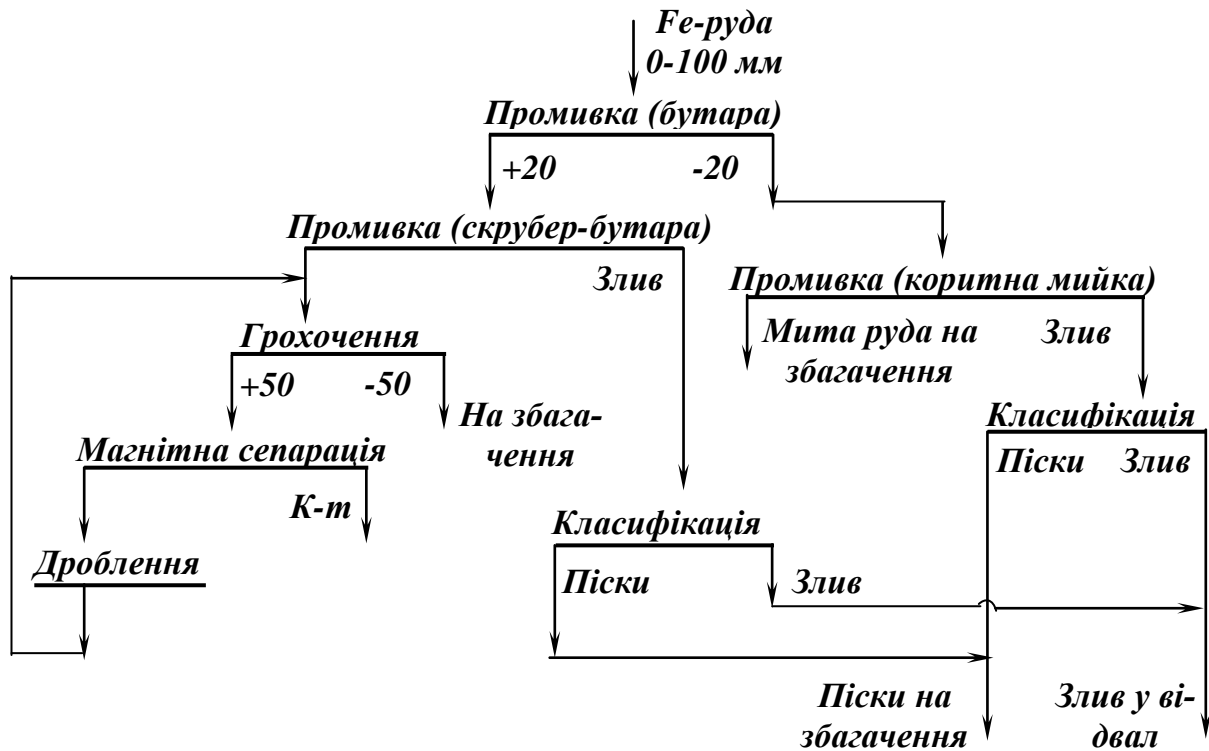 Fe-руда
0-100 мм
Промивка (бутара)
+20
-20
Промивка (скрубер-бутара)
Злив
Промивка (коритна мийка)
Мита руда на
збагачення
Злив
Грохочення
+50
-50
На збага-
чення
Класифікація
Піски
Злив
Магнітна сепарація
К-т
Класифікація
Дроблення
Піски
Злив
Піски на
збагачення
Злив у ві-
двал